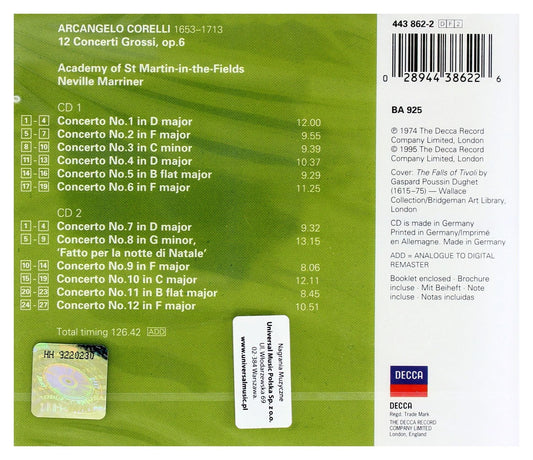 ARCANGELO CORELLI 1653–1713
12 Concerti Grossi, op.6
Academy of St Martin-in-the-Fields
Neville Marriner
CD 1
1 - 4 Concerto No.1 in D major 12.00
5 - 7 Concerto No.2 in F major 9.55
8 - 10 Concerto No.3 in C minor 9.39
11 - 13 Concerto No.4 in D major 10.37
14 - 16 Concerto No.5 in B flat major 9.29
17 - 19 Concerto No.6 in F major 11.25
CD 2
1 - 4 Concerto No.7 in D major 9.32
5 - 9 Concerto No.8 in G minor, 13.15
'Fatto per la notte di Natale'
10 - 14 Concerto No.9 in F major 8.06
15 - 19 Concerto No.10 in C major 12.11
20 - 23 Concerto No.11 in B flat major 8.45
24 - 27 Concerto No.12 in F major 10.51
Total timing 126.42 ADD
HH 9220230
Nagrania Muzyczne
Universal Music Polska Sp. z o.o.
Ul. Włodarzewska 69
02-384 Warszawa.
www.universalmusic.pl
443 862-2 DF2
0 28944 38622 6
BA 925
℗ 1974 The Decca Record
Company Limited, London
© 1995 The Decca Record
Company Limited, London
Cover: The Falls of Tivoli by
Gaspard Poussin Dughet
(1615–75) — Wallace
Collection/Bridgeman Art Library,
London
CD is made in Germany
Printed in Germany/Imprimé
en Allemagne. Made in Germany
ADD = ANALOGUE TO DIGITAL
REMASTER
Booklet enclosed · Brochure
incluse · Mit Beiheft · Note
incluse · Notas incluidas
DECCA
DECCA
Regd. Trade Mark.
THE DECCA RECORD
COMPANY LIMITED
London, England